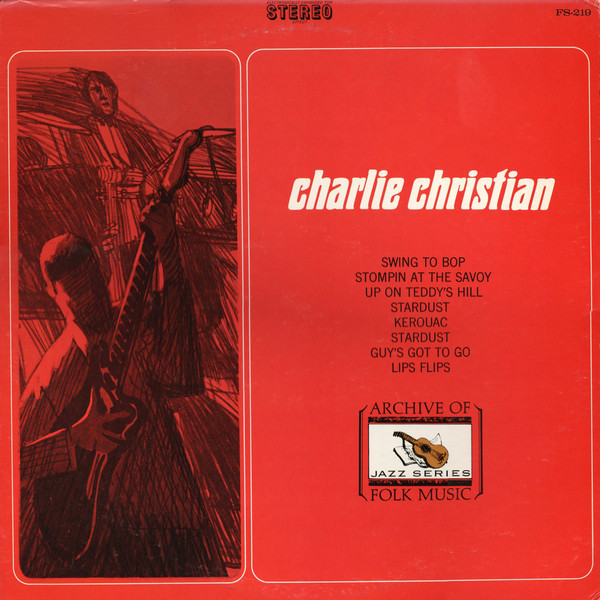 STEREO
FS-219
charlie christian
SWING TO BOP
STOMPIN AT THE SAVOY
UP ON TEDDY'S HILL
STARDUST
KEROUAC
STARDUST
GUY'S GOT TO GO
LIPS FLIPS
ARCHIVE OF
JAZZ SERIES
FOLK MUSIC